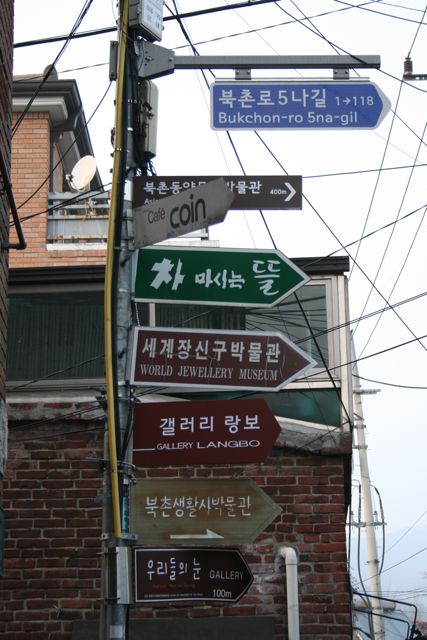 북촌로5나길 1→118
Bukchon-ro 5na-gil
북촌동양문화박물관 400m
Café coin
차 마시는 뜰
세계장신구박물관
WORLD JEWELLERY MUSEUM
갤러리 랑보
GALLERY LANGBO
북촌생활사박물관
우리들의 눈 GALLERY
100m